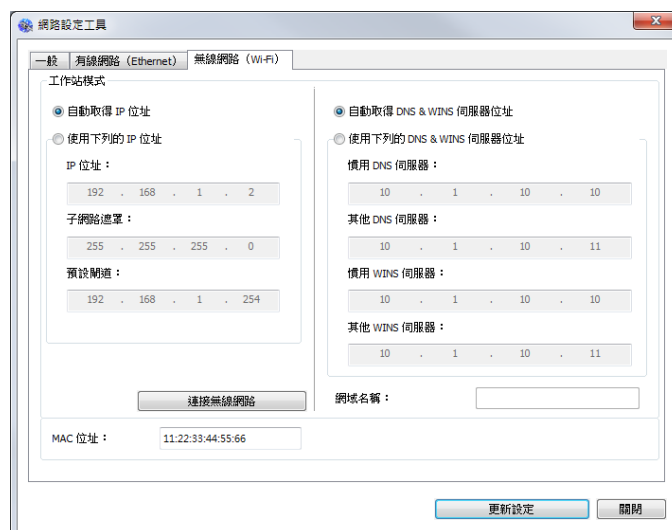 網路設定工具
一般 有線網路（Ethernet） 無線網路（Wi-Fi）
工作站模式
自動取得 IP 位址
使用下列的 IP 位址
IP 位址：
192 . 168 . 1 . 2
子網路遮罩：
255 . 255 . 255 . 0
預設閘道：
192 . 168 . 1 . 254
連接無線網路
自動取得 DNS & WINS 伺服器位址
使用下列的 DNS & WINS 伺服器位址
慣用 DNS 伺服器：
10 . 1 . 10 . 10
其他 DNS 伺服器：
10 . 1 . 10 . 11
慣用 WINS 伺服器：
10 . 1 . 10 . 10
其他 WINS 伺服器：
10 . 1 . 10 . 11
網域名稱：
MAC 位址： 11:22:33:44:55:66
更新設定 關閉